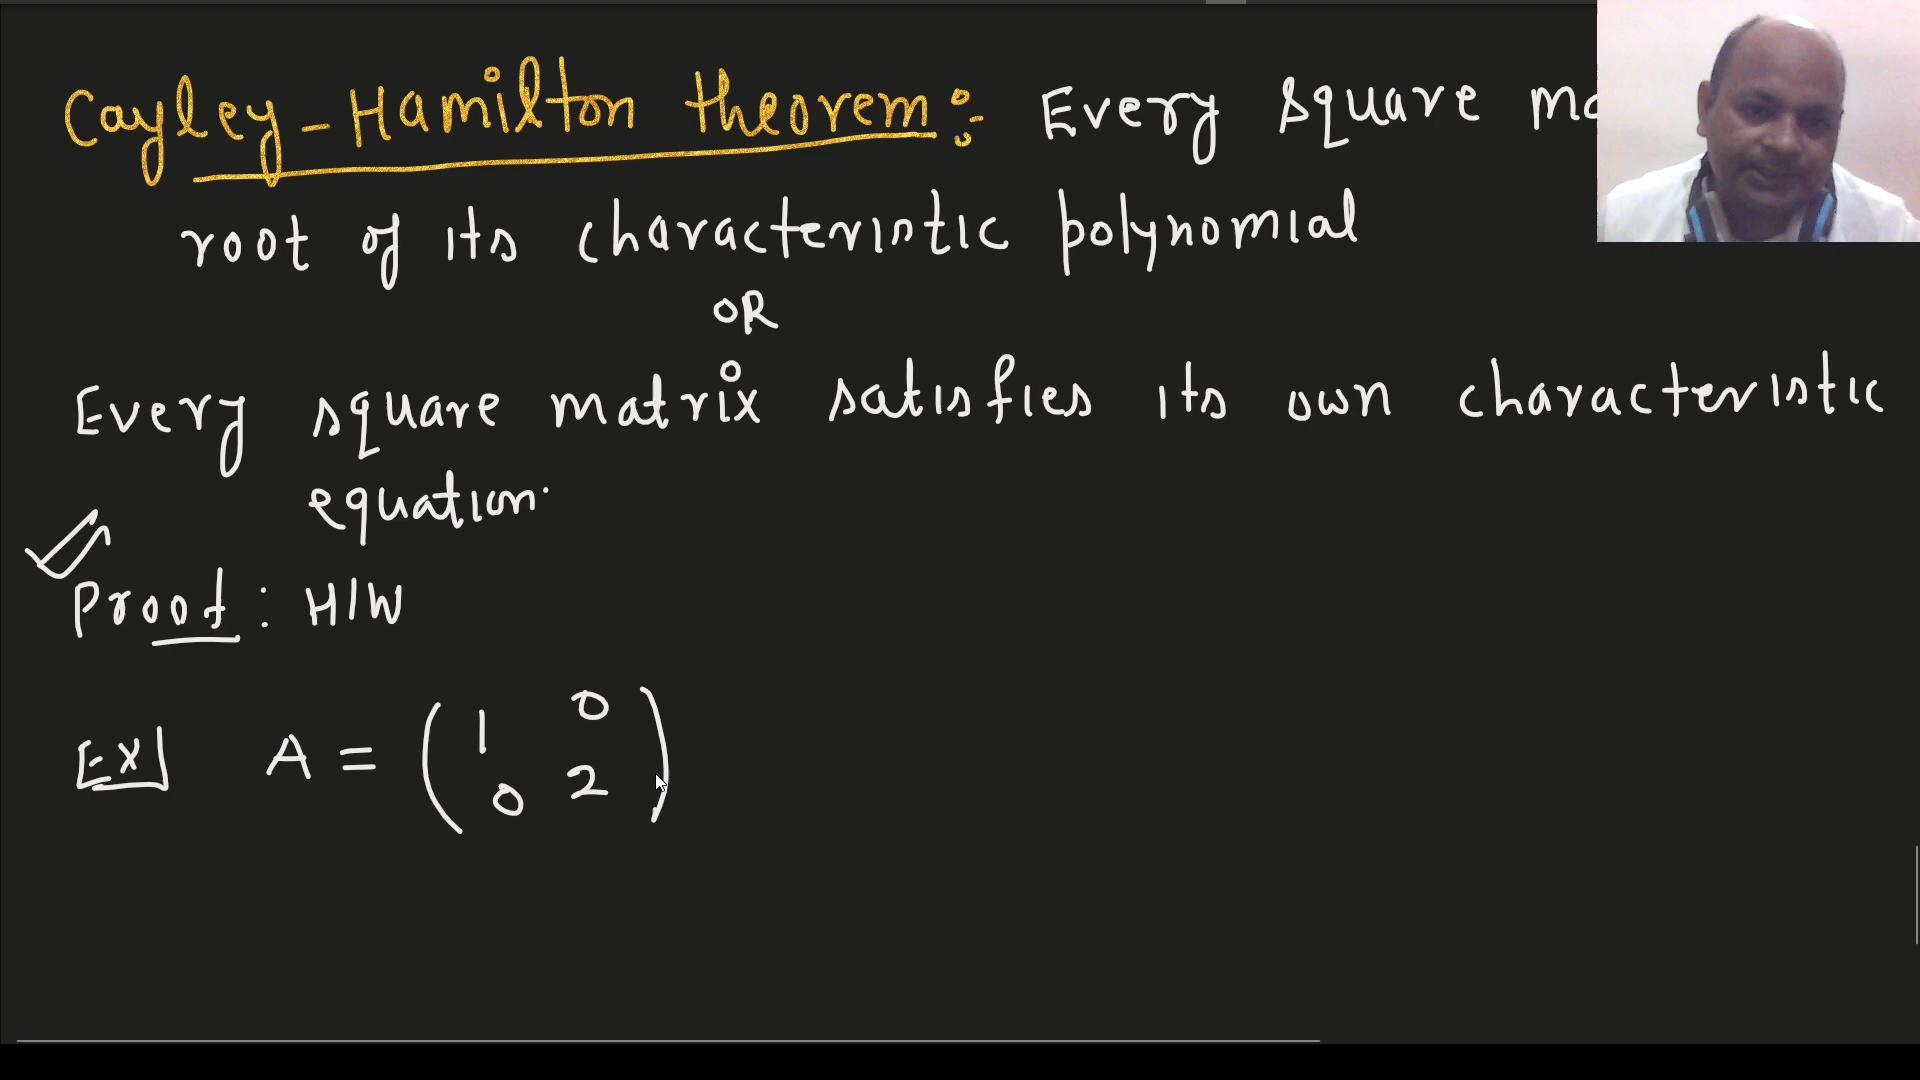 Cayley-Hamilton theorem :- Every square
root of its characteristic polynomial
OR
Every square matrix satisfies its own characteristic
equation.
Proof : H/W
Ex A = ( 1 0
0 2 )